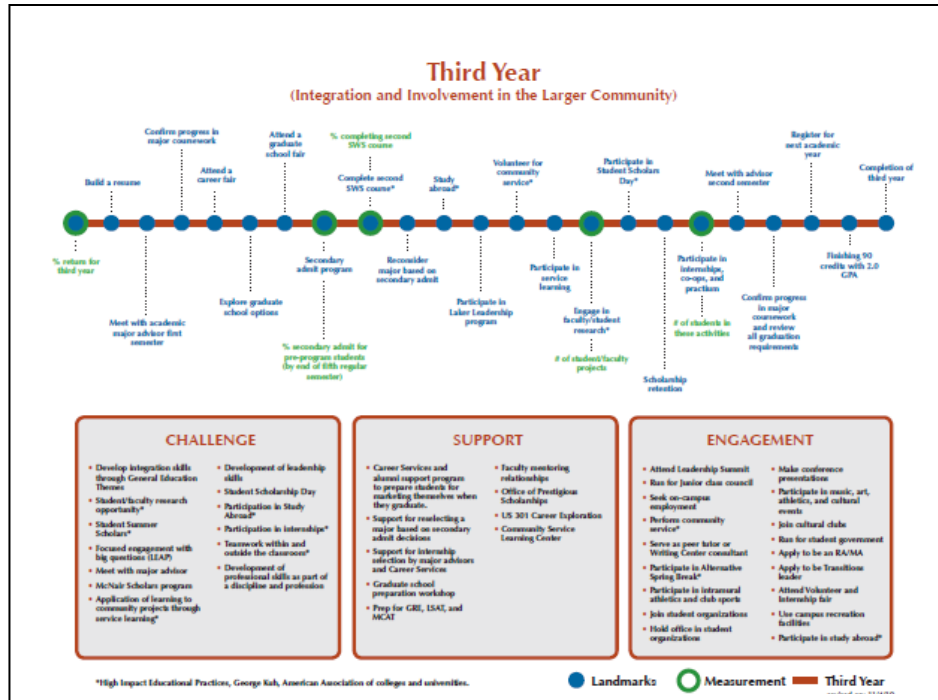 Third Year
(Integration and Involvement in the Larger Community)
Build a resume
Confirm progress in
major coursework
Attend a
career fair
Attend a
graduate
school fair
% completing second
SWS course
Complete second
SWS course*
Study
abroad*
Volunteer for
community
service*
Participate in
Student Scholars
Day*
Meet with advisor
second semester
Register for
next academic
year
Completion of
third year
% return for
third year
Meet with academic
major advisor first
semester
Explore graduate
school options
Secondary
admit program
% secondary admit for
pre-program students
(by end of fifth regular
semester)
Reconsider
major based on
secondary admit
Participate in
Laker Leadership
program
Participate in
service
learning
Engage in
faculty/student
research*
# of student/faculty
projects
Scholarship
retention
Participate in
internships,
co-ops, and
practium
# of students in
these activities
Confirm progress
in major
coursework
and review
all graduation
requirements
Finishing 90
credits with 2.0
GPA
CHALLENGE
• Develop integration skills
through General Education
Themes
• Student/faculty research
opportunity*
• Student Summer
Scholars*
• Focused engagement with
big questions (LEAP)
• Meet with major advisor
• McNair Scholars program
• Application of learning to
community projects through
service learning*
• Development of leadership
skills
• Student Scholarship Day
• Participation in Study
Abroad*
• Participation in internships*
• Teamwork within and
outside the classroom*
• Development of
professional skills as part of
a discipline and profession
SUPPORT
• Career Services and
alumni support program
to prepare students for
marketing themselves when
they graduate.
• Support for reselecting a
major based on secondary
admit decisions
• Support for internship
selection by major advisors
and Career Services
• Graduate school
preparation workshop
• Prep for GRE, LSAT, and
MCAT
• Faculty mentoring
relationships
• Office of Prestigious
Scholarships
• US 301 Career Exploration
• Community Service
Learning Center
ENGAGEMENT
• Attend Leadership Summit
• Run for Junior class council
• Seek on-campus
employment
• Perform community
service*
• Serve as peer tutor or
Writing Center consultant
• Participate in Alternative
Spring Break*
• Participate in intramural
athletics and club sports
• Join student organizations
• Hold office in student
organizations
• Make conference
presentations
• Participate in music, art,
athletics, and cultural
events
• Join cultural clubs
• Run for student government
• Apply to be an RA/MA
• Apply to be Transitions
leader
• Attend Volunteer and
Internship fair
• Use campus recreation
facilities
• Participate in study abroad*
*High Impact Educational Practices, George Kuh, American Association of colleges and universities.
Landmarks
Measurement
Third Year